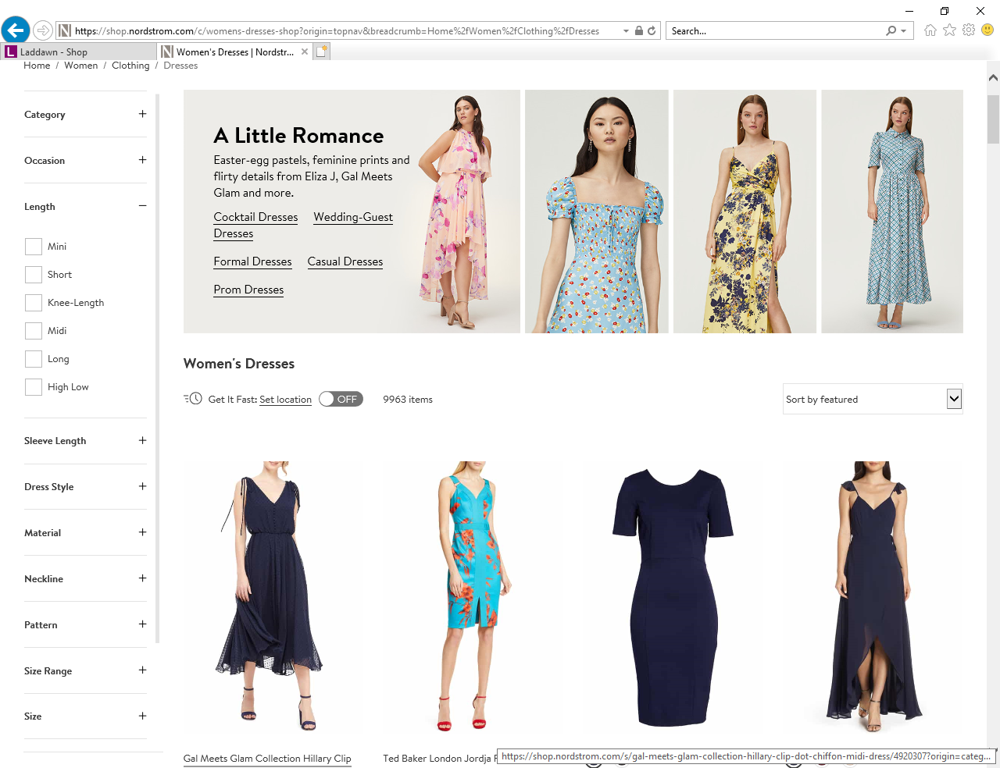 https://shop.nordstrom.com/c/womens-dresses-shop?origin=topnav&breadcrumb=Home%2fWomen%2fClothing%2fDresses
Search...
Laddawn - Shop
Women's Dresses | Nordstr...
Home / Women / Clothing / Dresses
Category +
Occasion +
Length −
Mini
Short
Knee-Length
Midi
Long
High Low
Sleeve Length +
Dress Style +
Material +
Neckline +
Pattern +
Size Range +
Size +
A Little Romance
Easter-egg pastels, feminine prints and
flirty details from Eliza J, Gal Meets
Glam and more.
Cocktail Dresses Wedding-Guest
Dresses
Formal Dresses Casual Dresses
Prom Dresses
Women's Dresses
Get It Fast: Set location OFF 9963 items
Sort by featured
Gal Meets Glam Collection Hillary Clip
Ted Baker London Jordja
https://shop.nordstrom.com/s/gal-meets-glam-collection-hillary-clip-dot-chiffon-midi-dress/4920307?origin=categ...